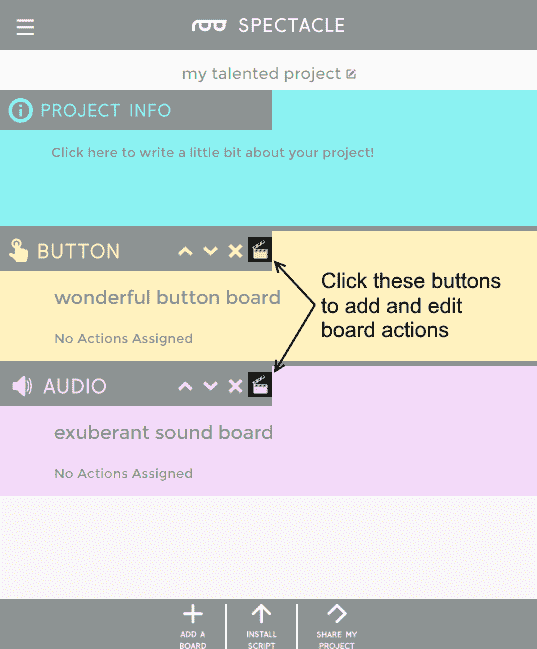 SPECTACLE
my talented project
PROJECT INFO
Click here to write a little bit about your project!
BUTTON
wonderful button board
No Actions Assigned
Click these buttons
to add and edit
board actions
AUDIO
exuberant sound board
No Actions Assigned
ADD A
BOARD
INSTALL
SCRIPT
SHARE MY
PROJECT